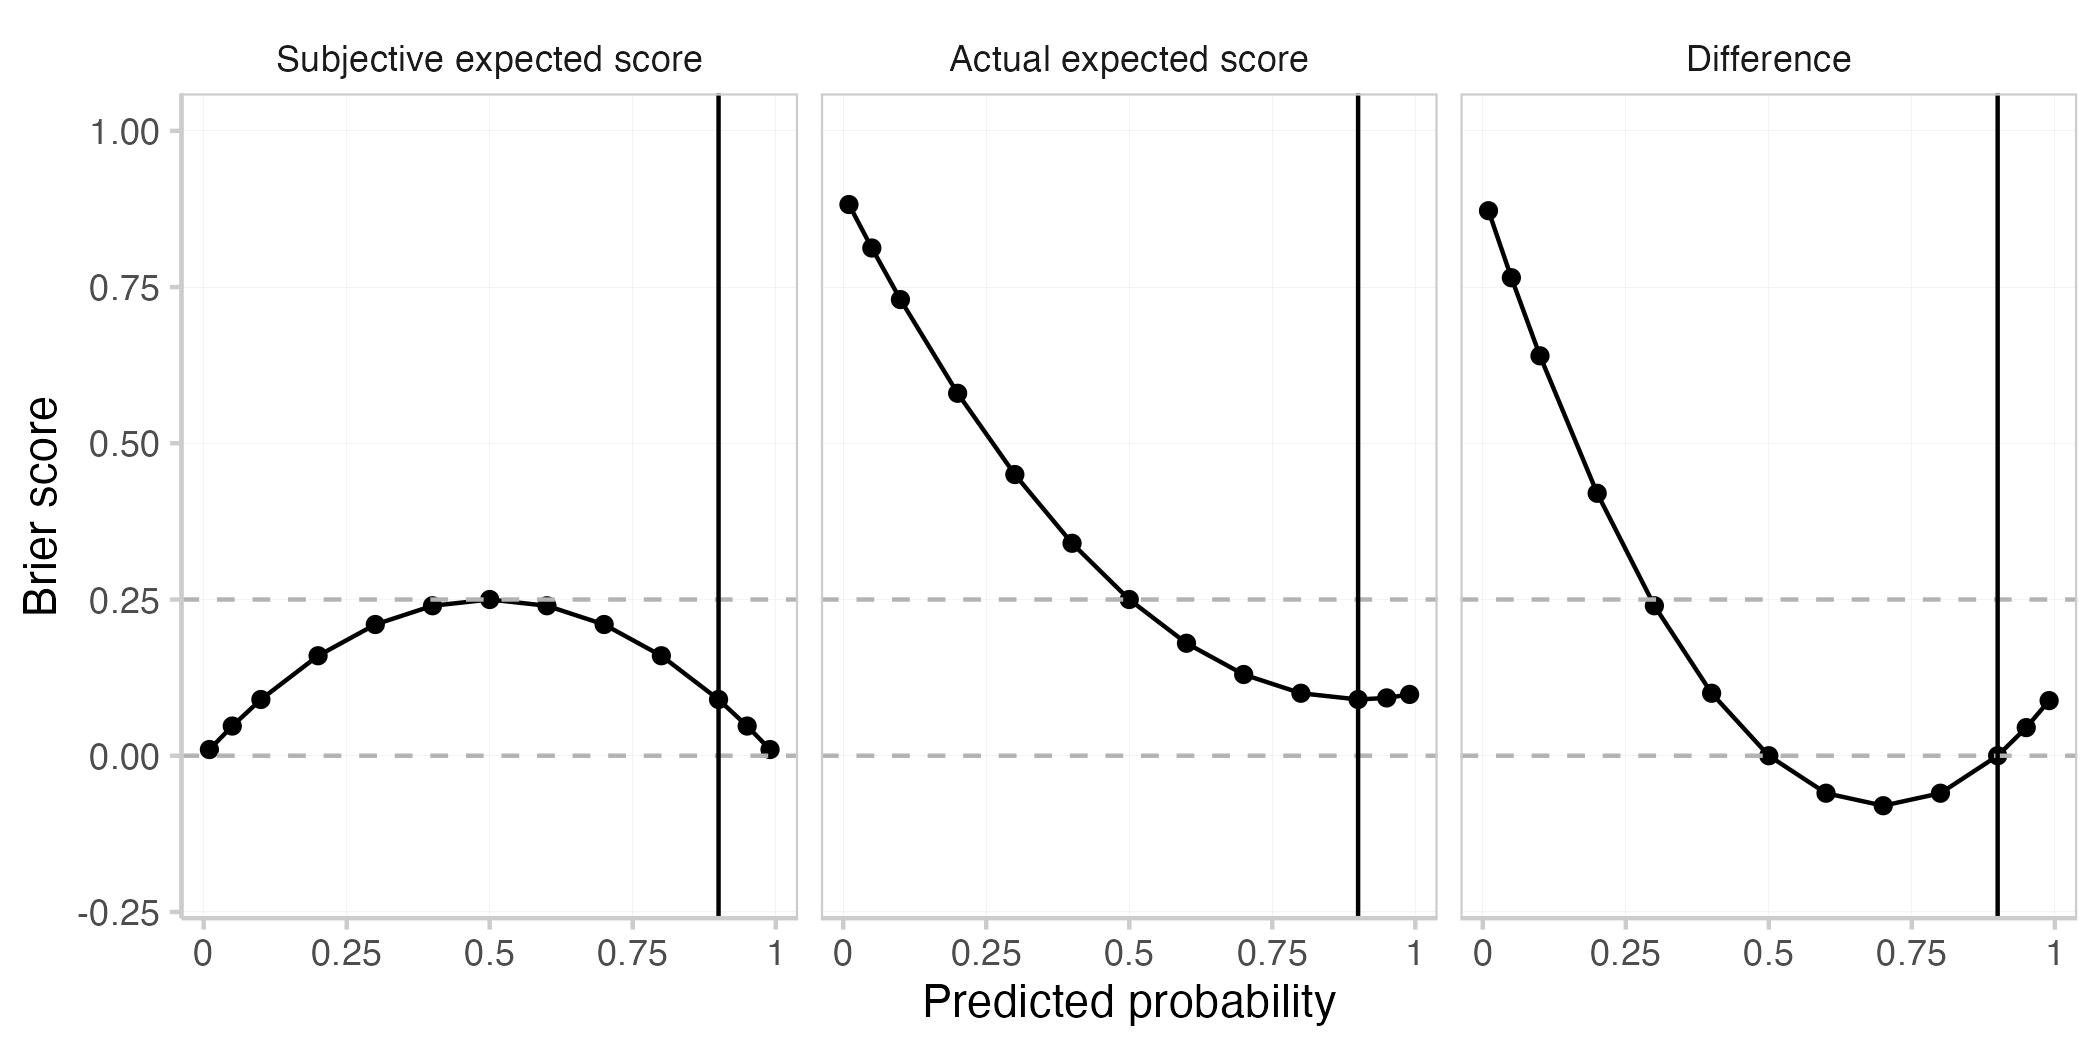 Subjective expected score
Actual expected score
Difference
Brier score
1.00
0.75
0.50
0.25
0.00
-0.25
0 0.25 0.5 0.75 1
0 0.25 0.5 0.75 1
0 0.25 0.5 0.75 1
Predicted probability